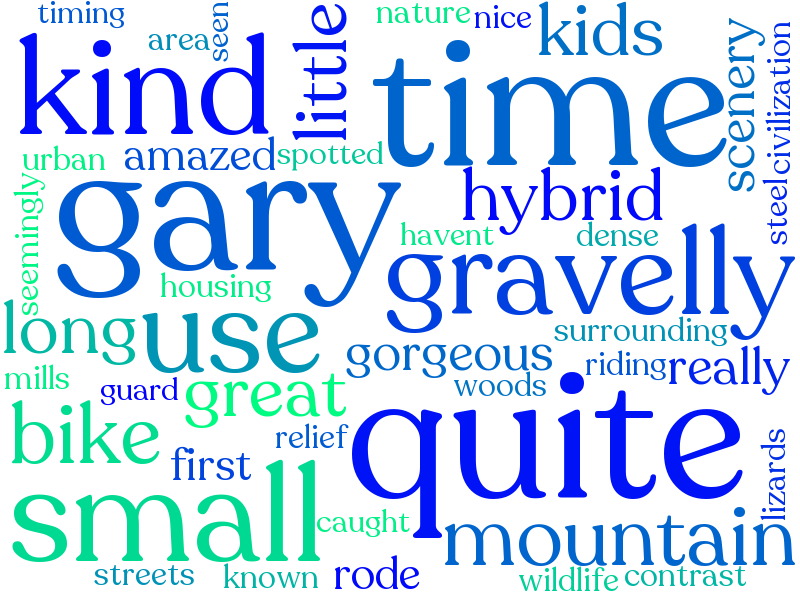 timing
nature
nice
kids
area
seen
little
kind
time
scenery
civilization
urban
amazed
spotted
hybrid
steel
gary
seemingly
havent
dense
gravelly
housing
long
use
surrounding
gorgeous
riding
really
mills
guard
great
woods
bike
first
relief
quite
lizards
small
caught
mountain
streets
known
rode
wildlife
contrast